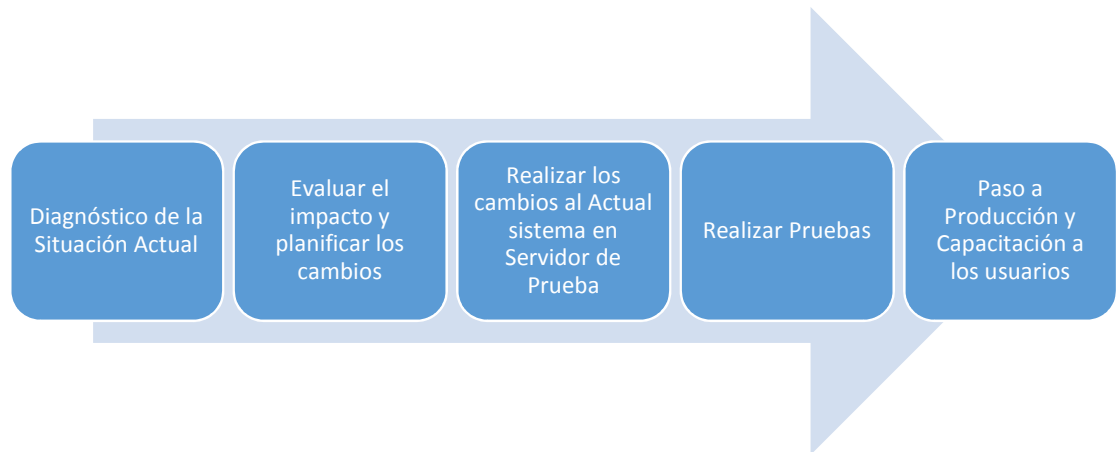 Diagnóstico de la
Situación Actual
Evaluar el
impacto y
planificar los
cambios
Realizar los
cambios al Actual
sistema en
Servidor de
Prueba
Realizar Pruebas
Paso a
Producción y
Capacitación a
los usuarios